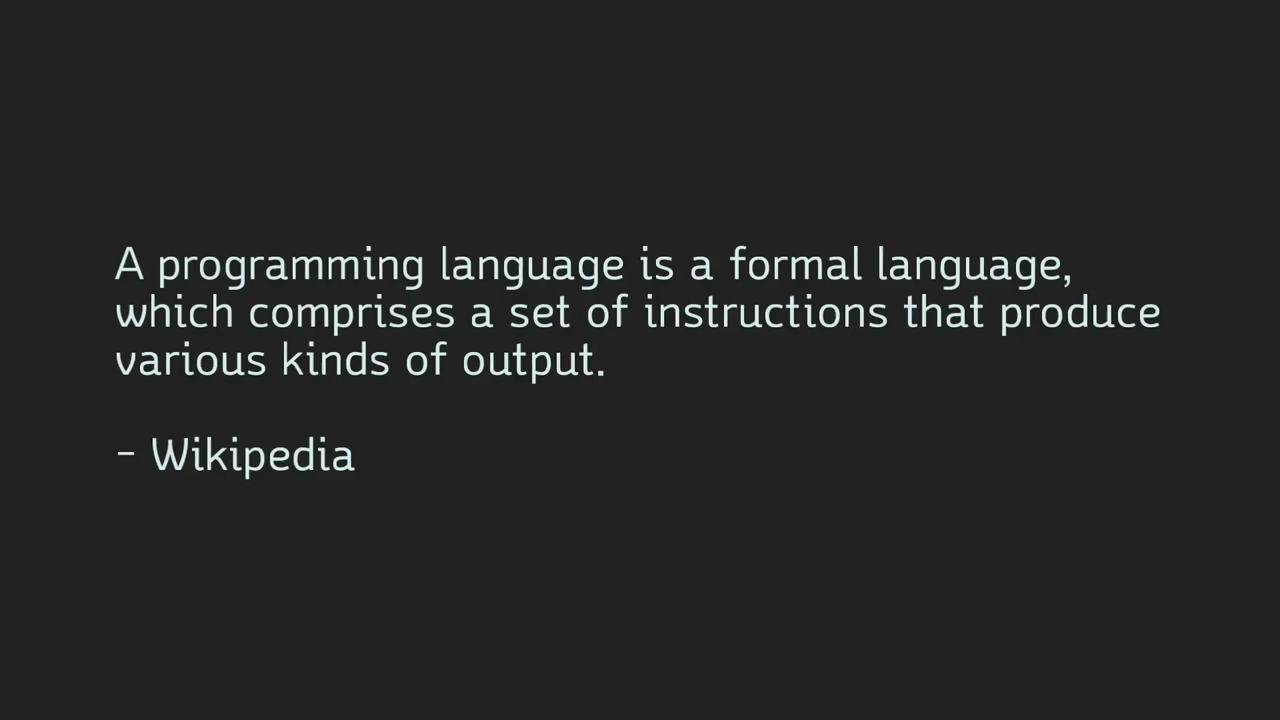 A programming language is a formal language,
which comprises a set of instructions that produce
various kinds of output.
- Wikipedia